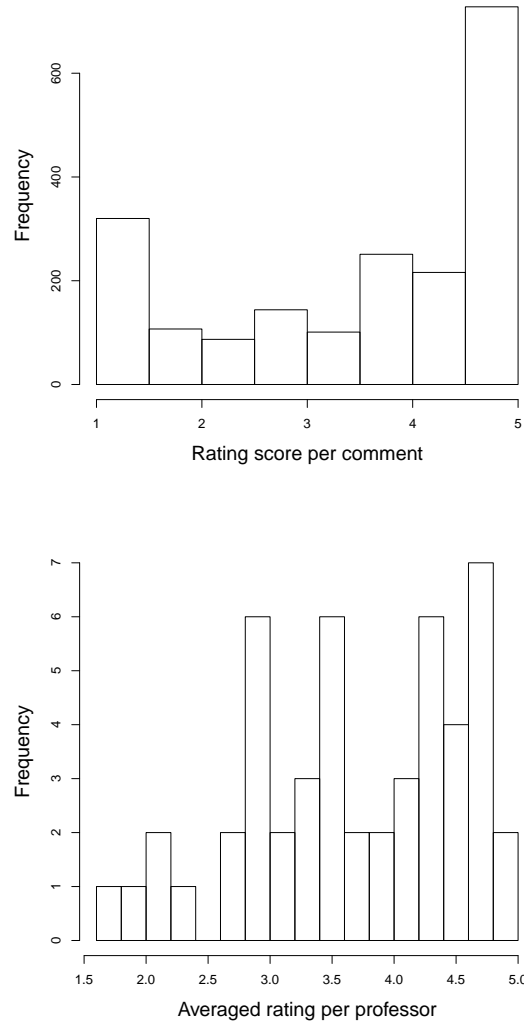 Frequency
0 200 400 600
1 2 3 4 5
Rating score per comment
Frequency
0 1 2 3 4 5 6 7
1.5 2.0 2.5 3.0 3.5 4.0 4.5 5.0
Averaged rating per professor